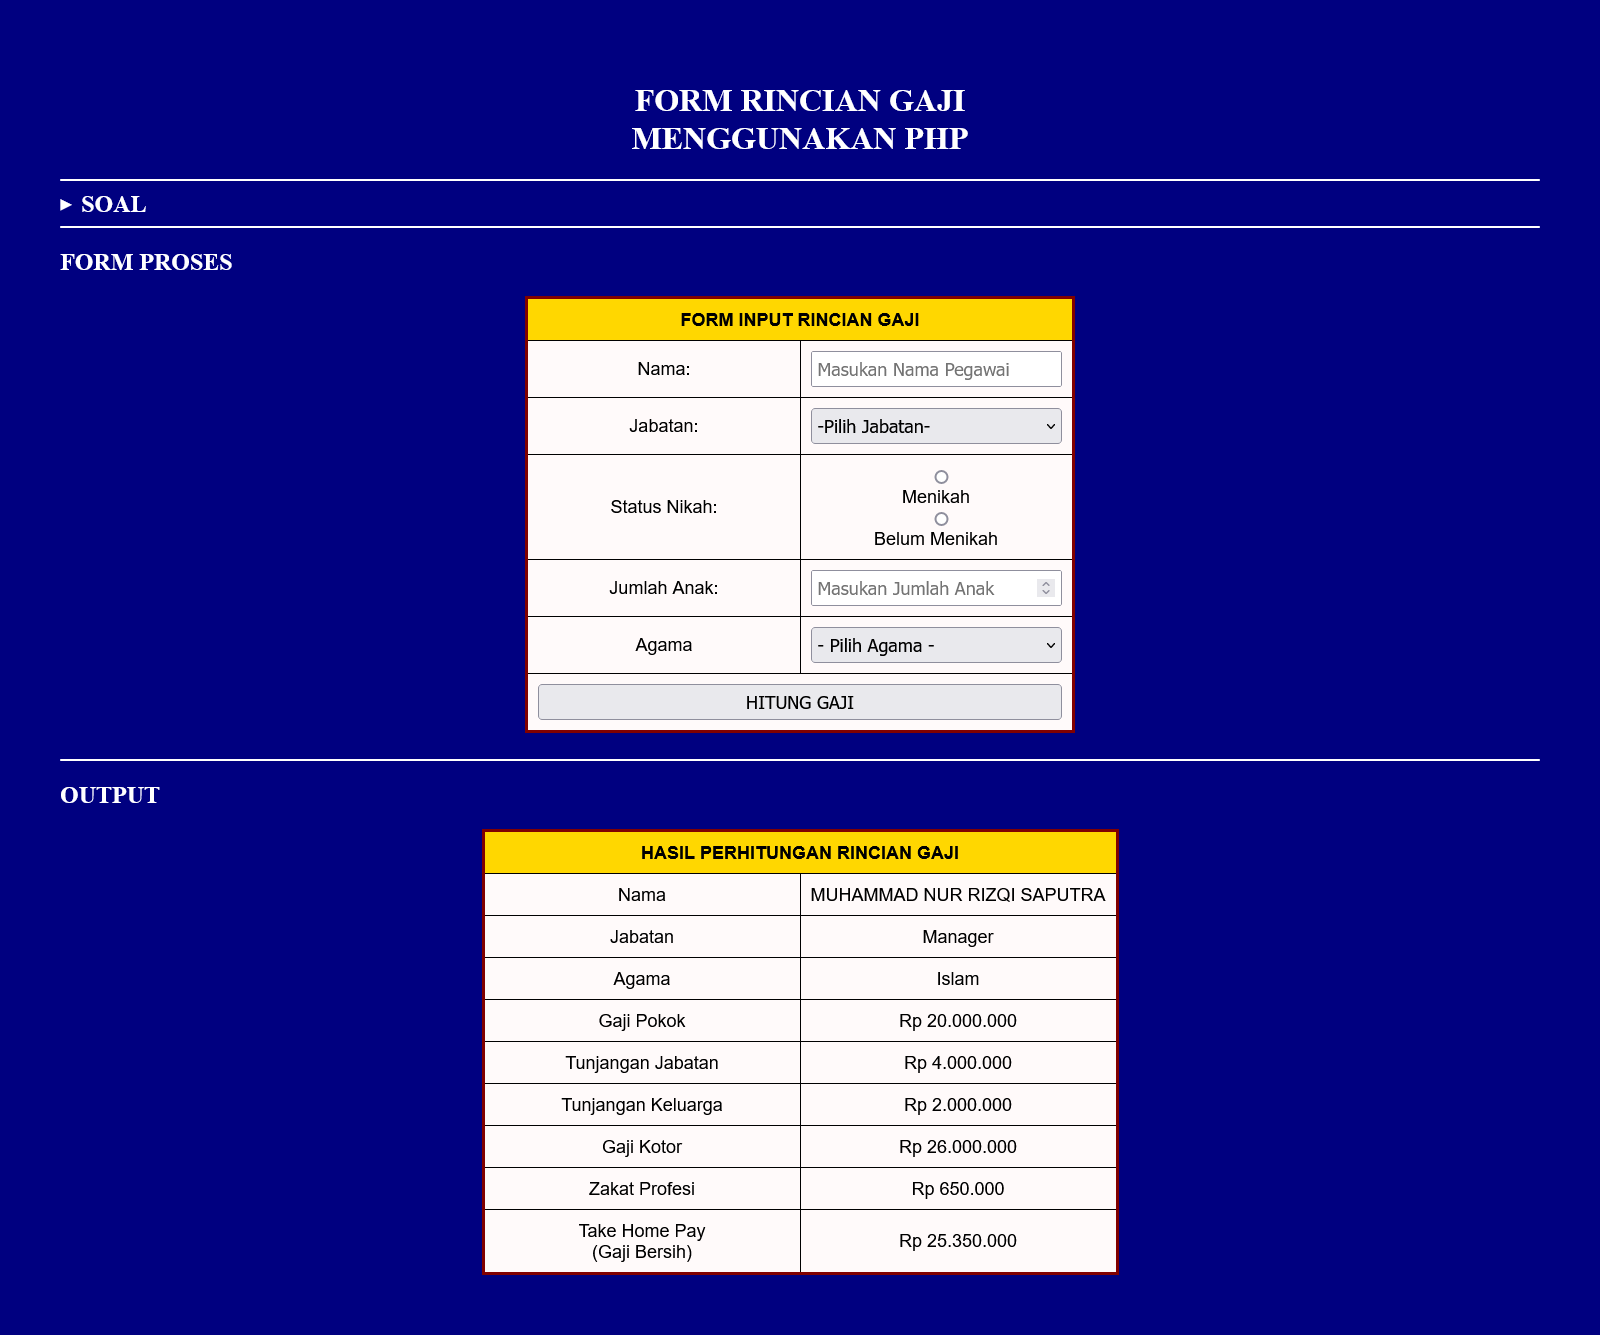 FORM RINCIAN GAJI
MENGGUNAKAN PHP
▸ SOAL
FORM PROSES
FORM INPUT RINCIAN GAJI
Nama: Masukan Nama Pegawai
Jabatan: -Pilih Jabatan-
Status Nikah:
Menikah
Belum Menikah
Jumlah Anak: Masukan Jumlah Anak
Agama - Pilih Agama -
HITUNG GAJI
OUTPUT
HASIL PERHITUNGAN RINCIAN GAJI
Nama MUHAMMAD NUR RIZQI SAPUTRA
Jabatan Manager
Agama Islam
Gaji Pokok Rp 20.000.000
Tunjangan Jabatan Rp 4.000.000
Tunjangan Keluarga Rp 2.000.000
Gaji Kotor Rp 26.000.000
Zakat Profesi Rp 650.000
Take Home Pay
(Gaji Bersih) Rp 25.350.000